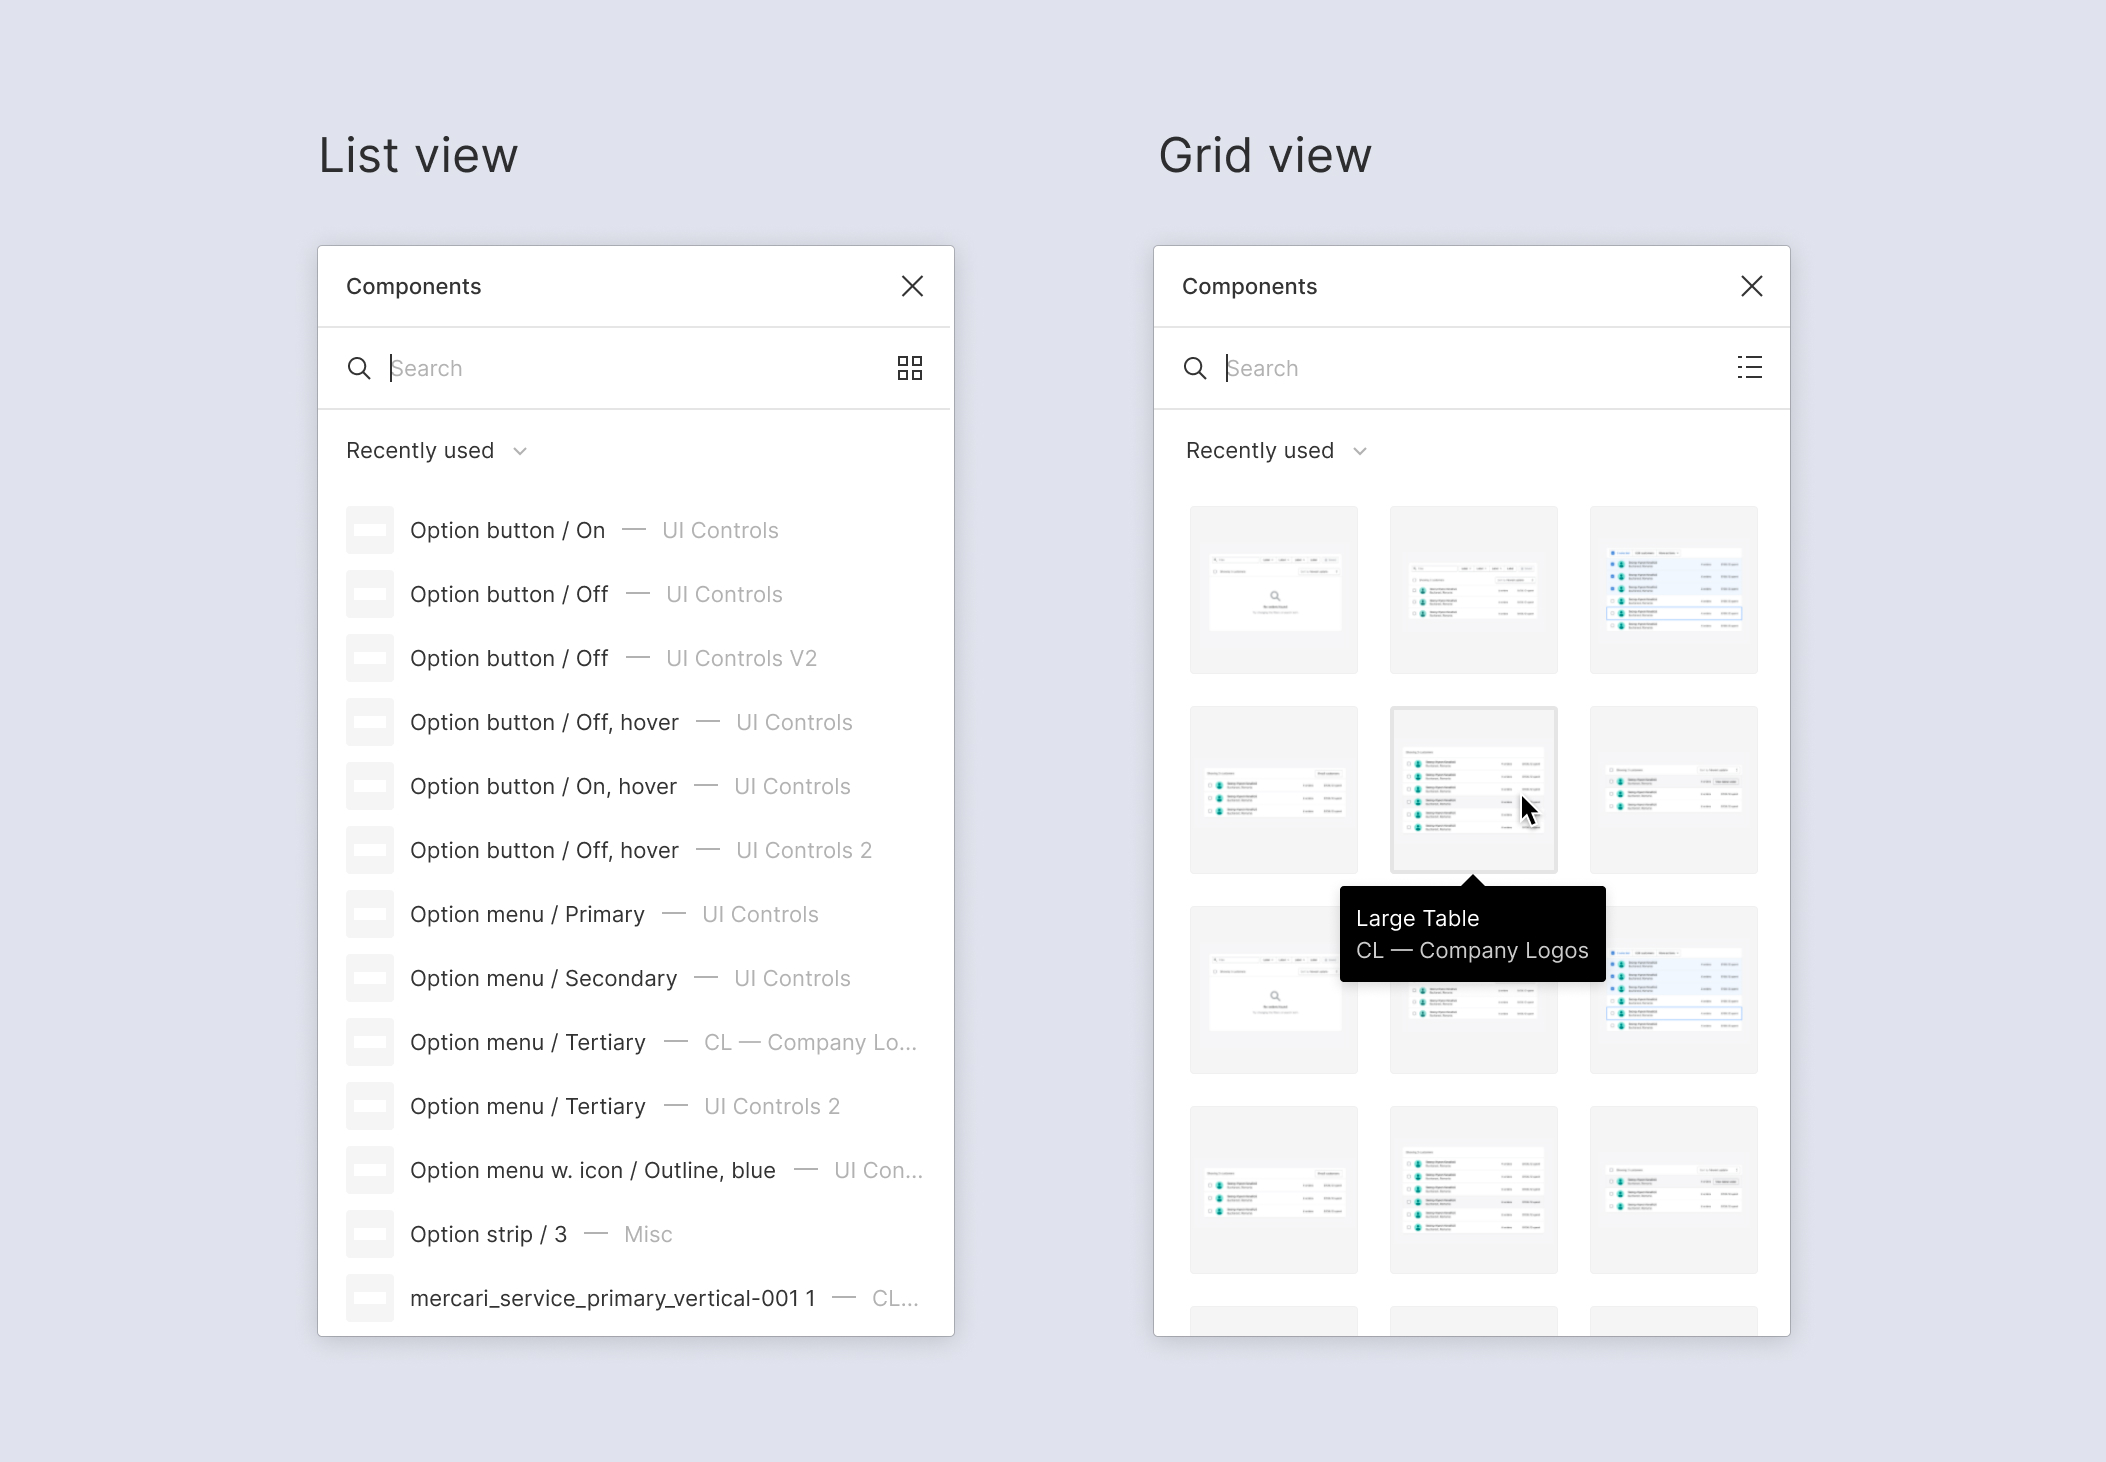 List view
Components
Search
Recently used
Option button / On — UI Controls
Option button / Off — UI Controls
Option button / Off — UI Controls V2
Option button / Off, hover — UI Controls
Option button / On, hover — UI Controls
Option button / Off, hover — UI Controls 2
Option menu / Primary — UI Controls
Option menu / Secondary — UI Controls
Option menu / Tertiary — CL — Company Lo...
Option menu / Tertiary — UI Controls 2
Option menu w. icon / Outline, blue — UI Con...
Option strip / 3 — Misc
mercari_service_primary_vertical-001 1 — CL...
Grid view
Components
Search
Recently used
Large Table
CL — Company Logos